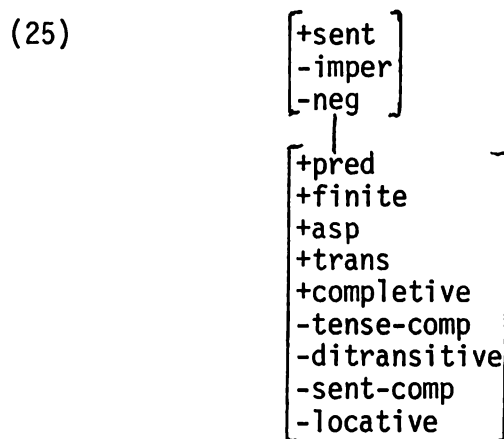 (25)
+sent
-imper
-neg
+pred
+finite
+asp
+trans
+completive
-tense-comp
-ditransitive
-sent-comp
-locative